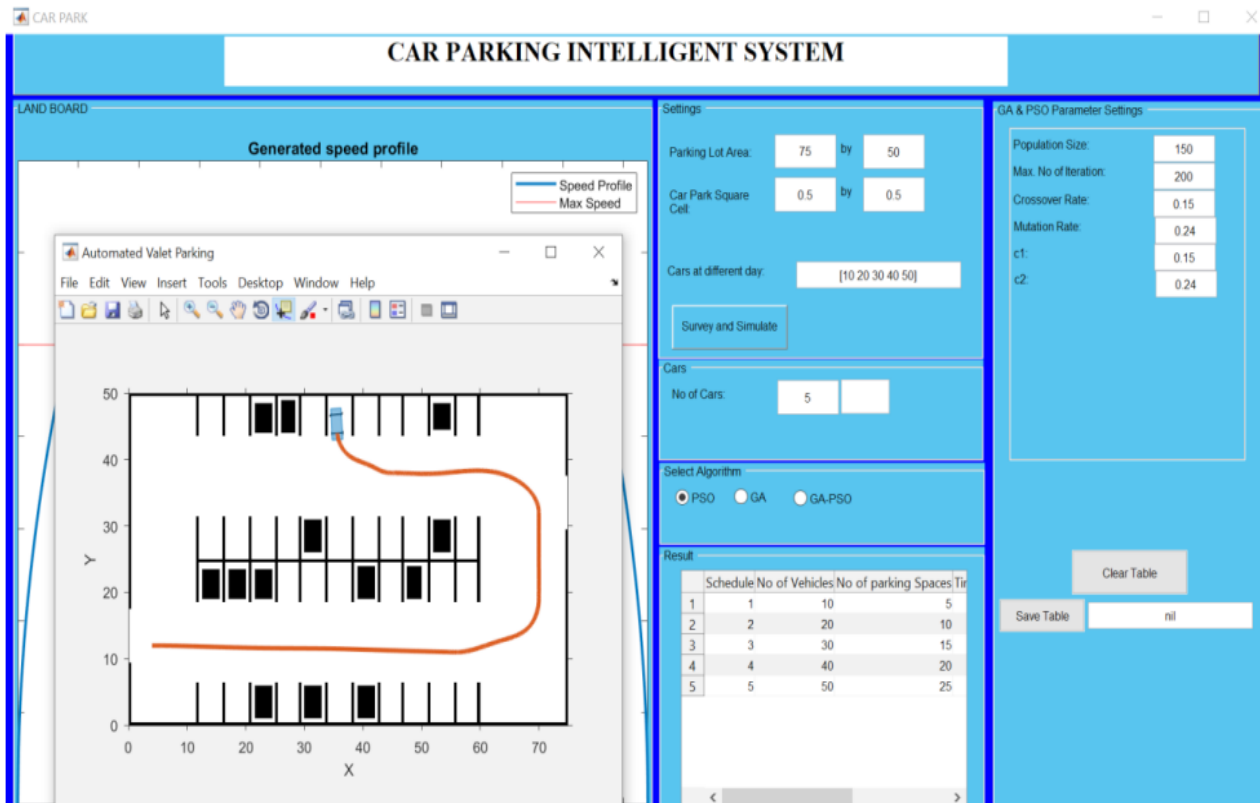 CAR PARK
CAR PARKING INTELLIGENT SYSTEM
LAND BOARD
Generated speed profile
Speed Profile
Max Speed
Automated Valet Parking
File Edit View Insert Tools Desktop Window Help
50
40
30
20
10
0
Y
0 10 20 30 40 50 60 70
X
Settings
Parking Lot Area: 75 by 50
Car Park Square
Cell: 0.5 by 0.5
Cars at different day: [10 20 30 40 50]
Survey and Simulate
Cars
No of Cars: 5
Select Algorithm
PSO GA GA-PSO
Result
Schedule No of Vehicles No of parking Spaces Tir
1 1 10 5
2 2 20 10
3 3 30 15
4 4 40 20
5 5 50 25
GA & PSO Parameter Settings
Population Size: 150
Max. No of Iteration: 200
Crossover Rate: 0.15
Mutation Rate: 0.24
c1: 0.15
c2: 0.24
Clear Table
Save Table nil